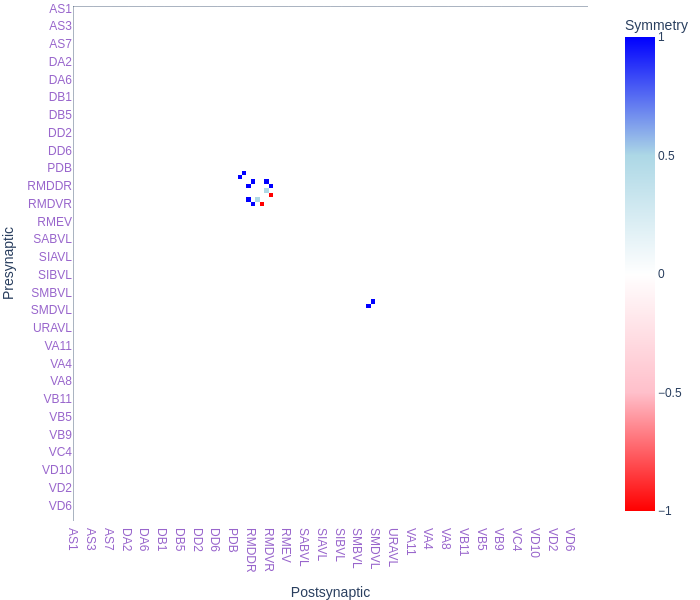 Symmetry
1
0.5
0
−0.5
−1
Presynaptic
AS1
AS3
AS7
DA2
DA6
DB1
DB5
DD2
DD6
PDB
RMDDR
RMDVR
RMEV
SABVL
SIAVL
SIBVL
SMBVL
SMDVL
URAVL
VA11
VA4
VA8
VB11
VB5
VB9
VC4
VD10
VD2
VD6
AS1
AS3
AS7
DA2
DA6
DB1
DB5
DD2
DD6
PDB
RMDDR
RMDVR
RMEV
SABVL
SIAVL
SIBVL
SMBVL
SMDVL
URAVL
VA11
VA4
VA8
VB11
VB5
VB9
VC4
VD10
VD2
VD6
Postsynaptic